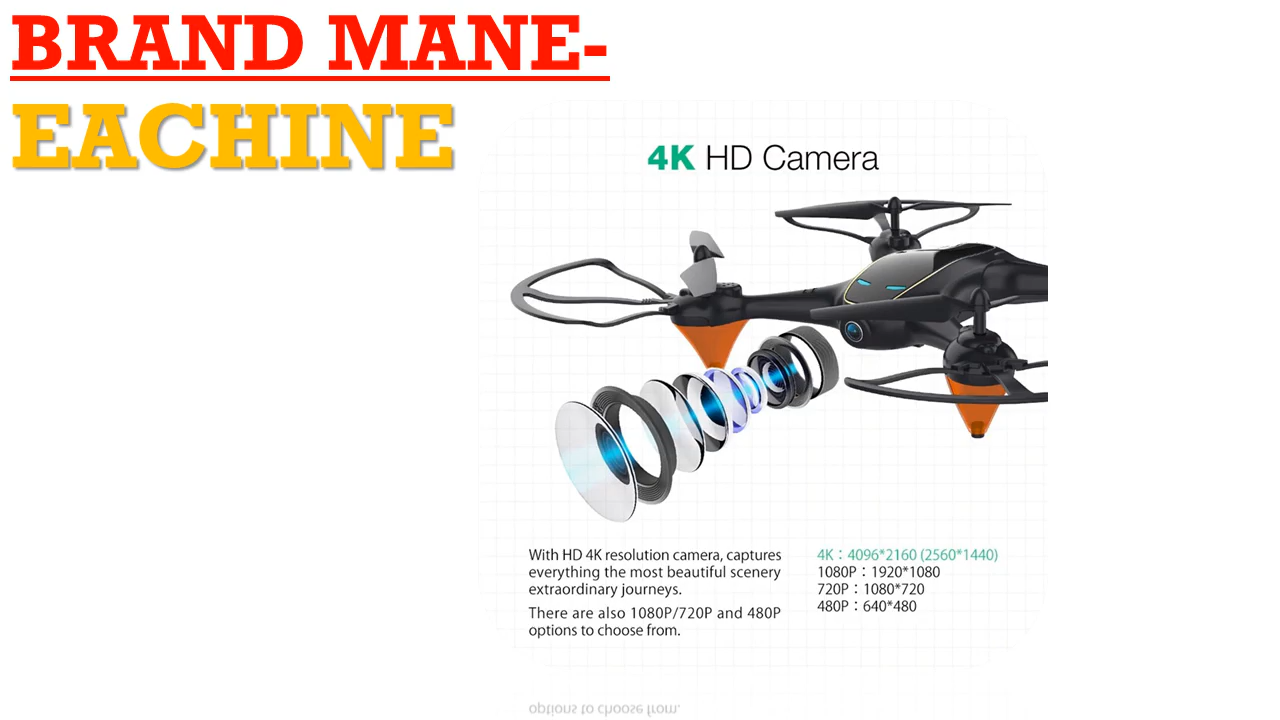 BRAND MANE-
EACHINE
4K HD Camera
With HD 4K resolution camera, captures
everything the most beautiful scenery
extraordinary journeys.
There are also 1080P/720P and 480P
options to choose from.
4K：4096*2160 (2560*1440)
1080P：1920*1080
720P：1080*720
480P：640*480
options to choose from.